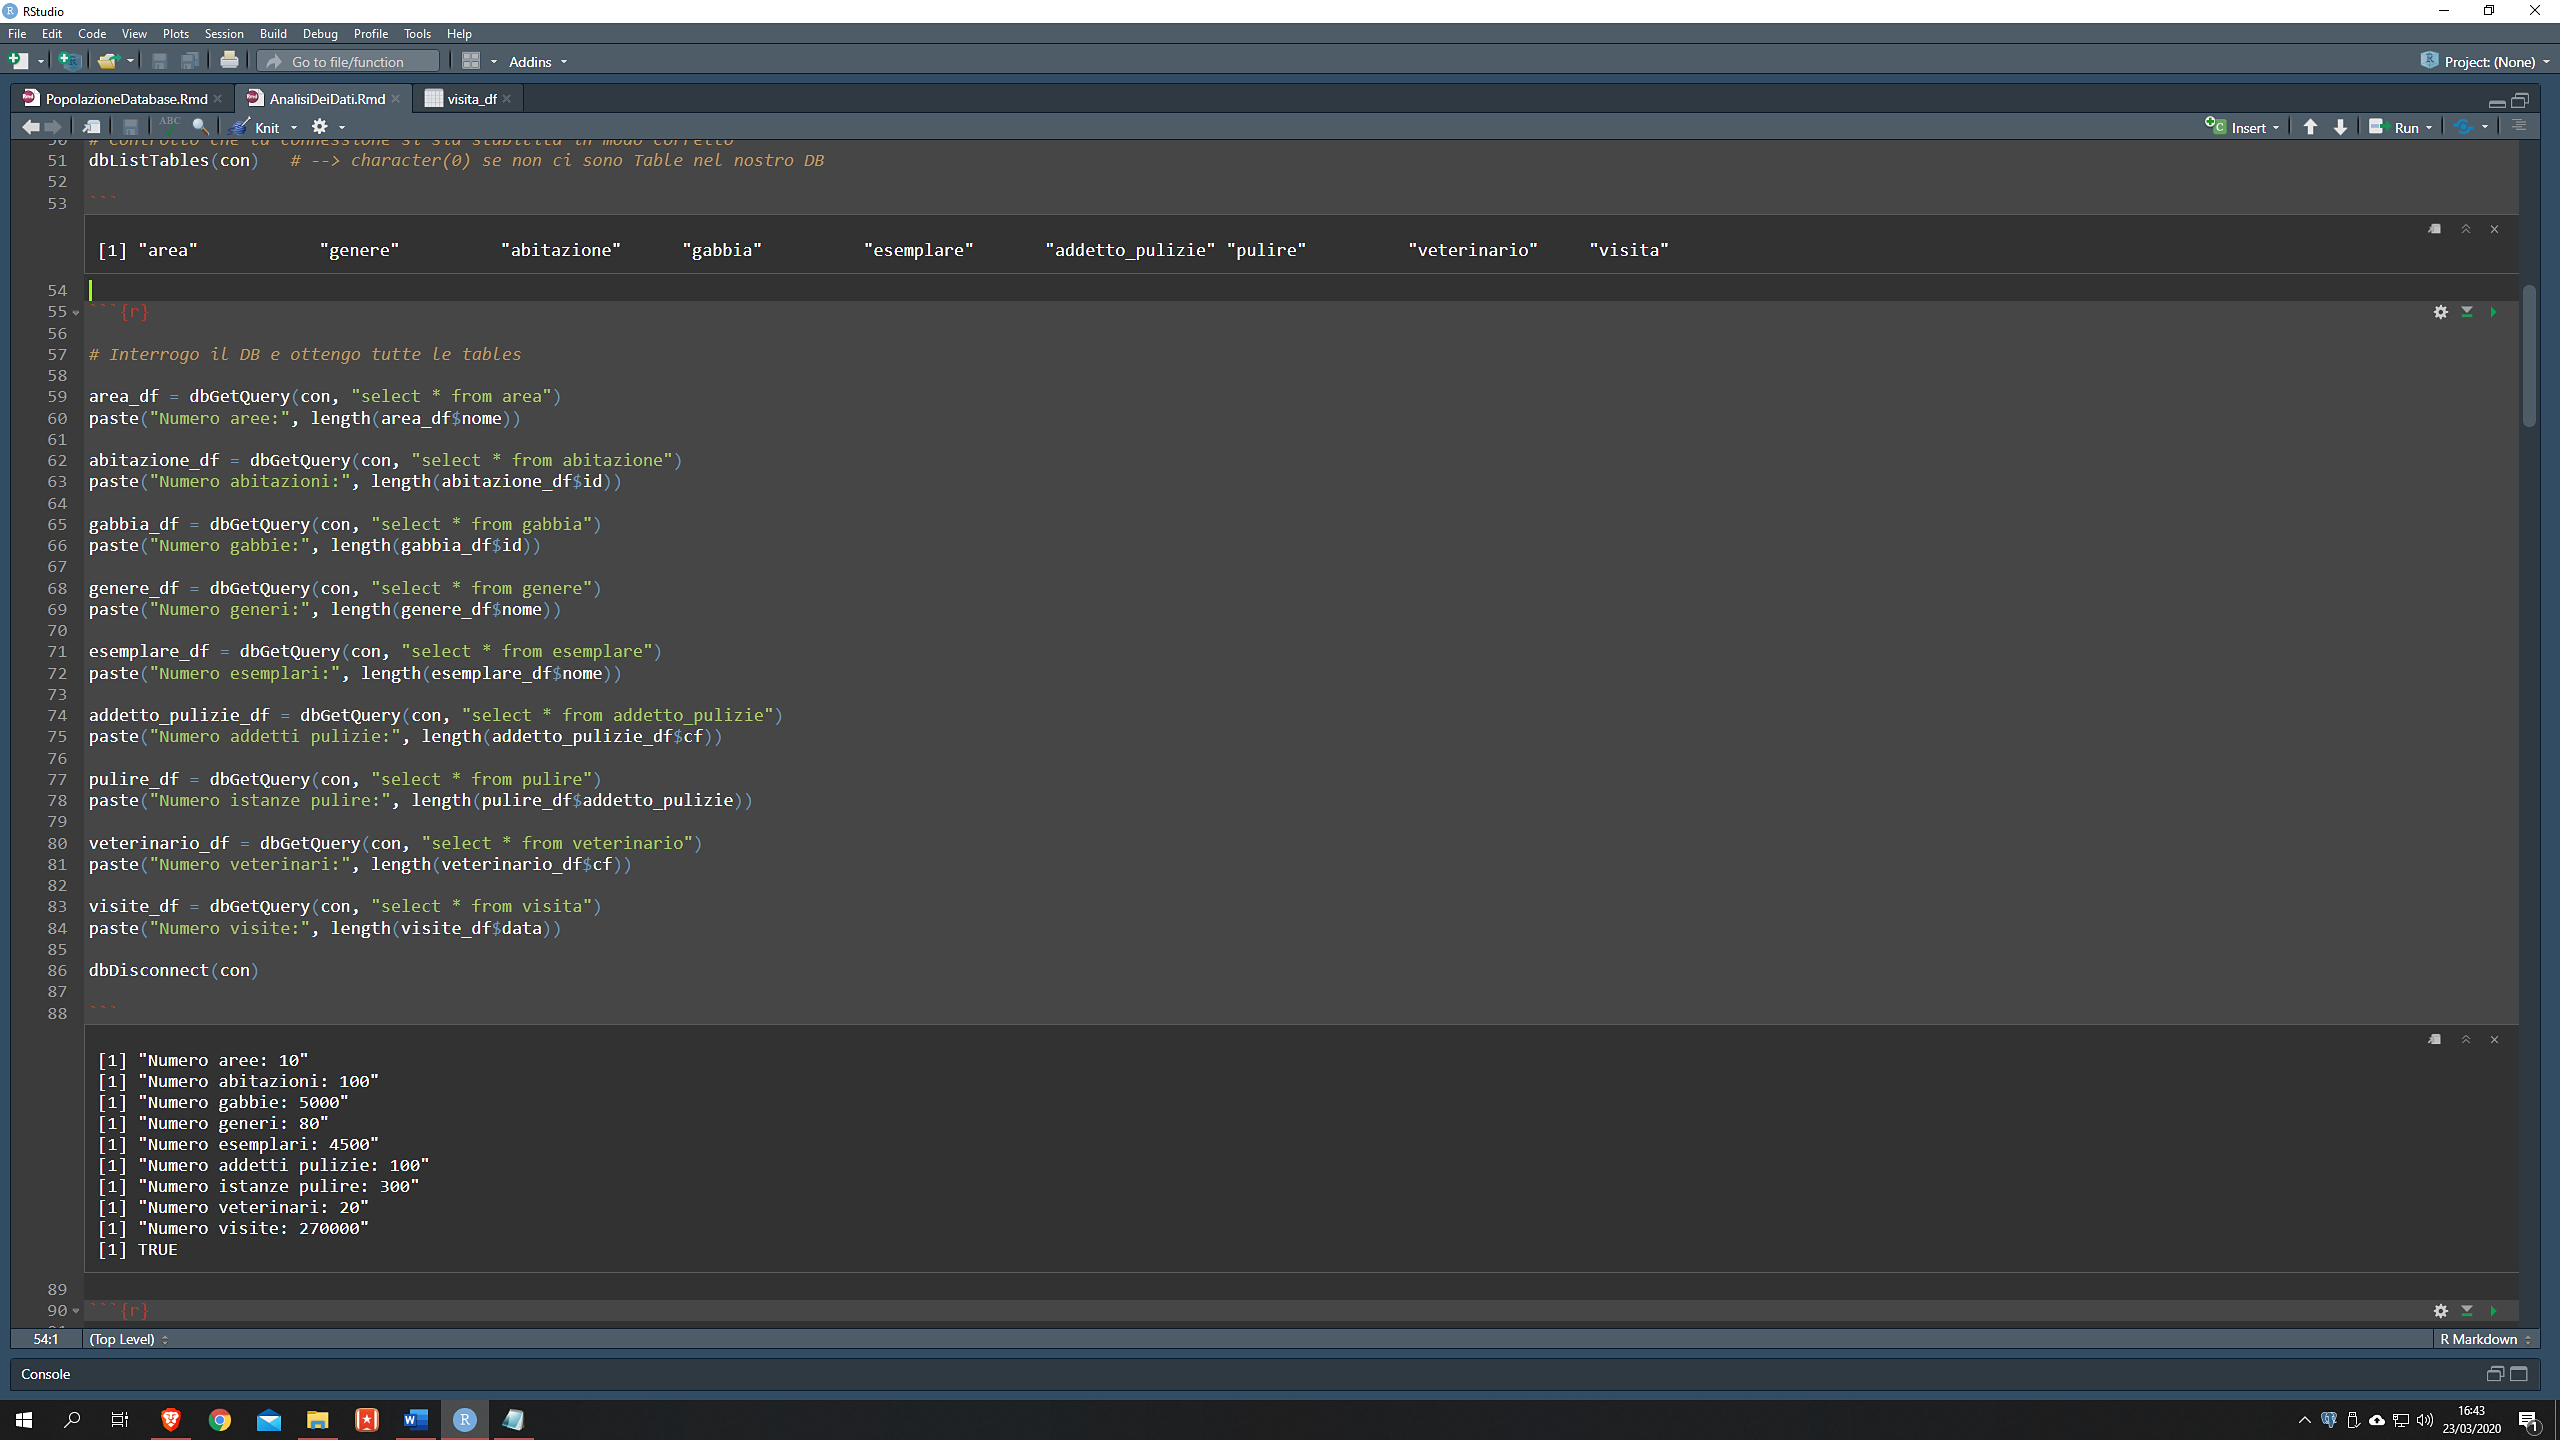 RStudio
File Edit Code View Plots Session Build Debug Profile Tools Help
Go to file/function Addins Project: (None)
PopolazioneDatabase.Rmd AnalisiDeiDati.Rmd visita_df
ABC Knit Insert Run
# Controllo che la connessione si sia stabilita in modo corretto
51 dbListTables(con) # --> character(0) se non ci sono Table nel nostro DB
52
53 ```
[1] "area" "genere" "abitazione" "gabbia" "esemplare" "addetto_pulizie" "pulire" "veterinario" "visita"
54
55 ```{r}
56
57 # Interrogo il DB e ottengo tutte le tables
58
59 area_df = dbGetQuery(con, "select * from area")
60 paste("Numero aree:", length(area_df$nome))
61
62 abitazione_df = dbGetQuery(con, "select * from abitazione")
63 paste("Numero abitazioni:", length(abitazione_df$id))
64
65 gabbia_df = dbGetQuery(con, "select * from gabbia")
66 paste("Numero gabbie:", length(gabbia_df$id))
67
68 genere_df = dbGetQuery(con, "select * from genere")
69 paste("Numero generi:", length(genere_df$nome))
70
71 esemplare_df = dbGetQuery(con, "select * from esemplare")
72 paste("Numero esemplari:", length(esemplare_df$nome))
73
74 addetto_pulizie_df = dbGetQuery(con, "select * from addetto_pulizie")
75 paste("Numero addetti pulizie:", length(addetto_pulizie_df$cf))
76
77 pulire_df = dbGetQuery(con, "select * from pulire")
78 paste("Numero istanze pulire:", length(pulire_df$addetto_pulizie))
79
80 veterinario_df = dbGetQuery(con, "select * from veterinario")
81 paste("Numero veterinari:", length(veterinario_df$cf))
82
83 visite_df = dbGetQuery(con, "select * from visita")
84 paste("Numero visite:", length(visite_df$data))
85
86 dbDisconnect(con)
87
88 ```
[1] "Numero aree: 10"
[1] "Numero abitazioni: 100"
[1] "Numero gabbie: 5000"
[1] "Numero generi: 80"
[1] "Numero esemplari: 4500"
[1] "Numero addetti pulizie: 100"
[1] "Numero istanze pulire: 300"
[1] "Numero veterinari: 20"
[1] "Numero visite: 270000"
[1] TRUE
89
90 ```{r}
54:1 (Top Level) R Markdown
Console
16:43
23/03/2020
1